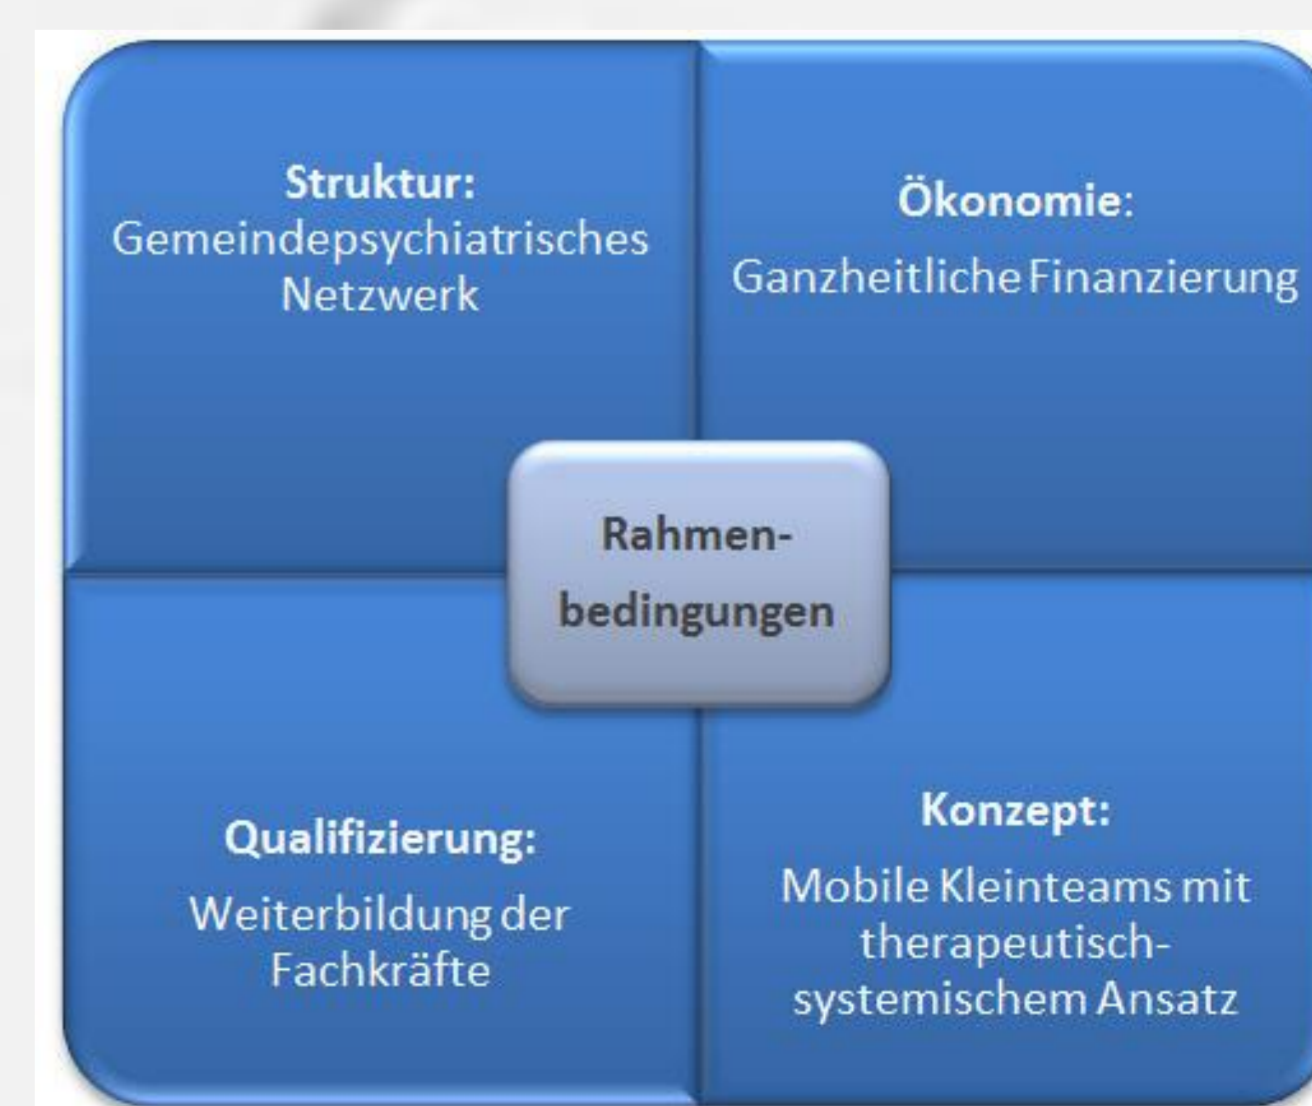 Struktur:
Gemeindepsychiatrisches
Netzwerk
Ökonomie:
Ganzheitliche Finanzierung
Rahmen-
bedingungen
Qualifizierung:
Weiterbildung der
Fachkräfte
Konzept:
Mobile Kleinteams mit
therapeutisch-
systemischem Ansatz